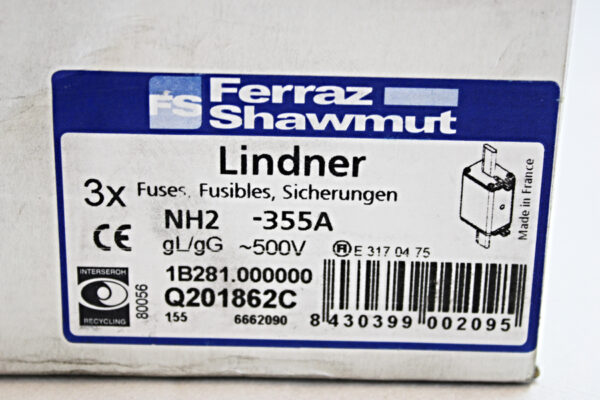 FS Ferraz
Shawmut
Lindner
3x Fuses, Fusibles, Sicherungen
NH2 -355A
CE gL/gG ~500V R E 317 04 75
Made in France
INTERSEROH
RECYCLING
80056
1B281.000000
Q201862C
155 6662090
8 430399 002095